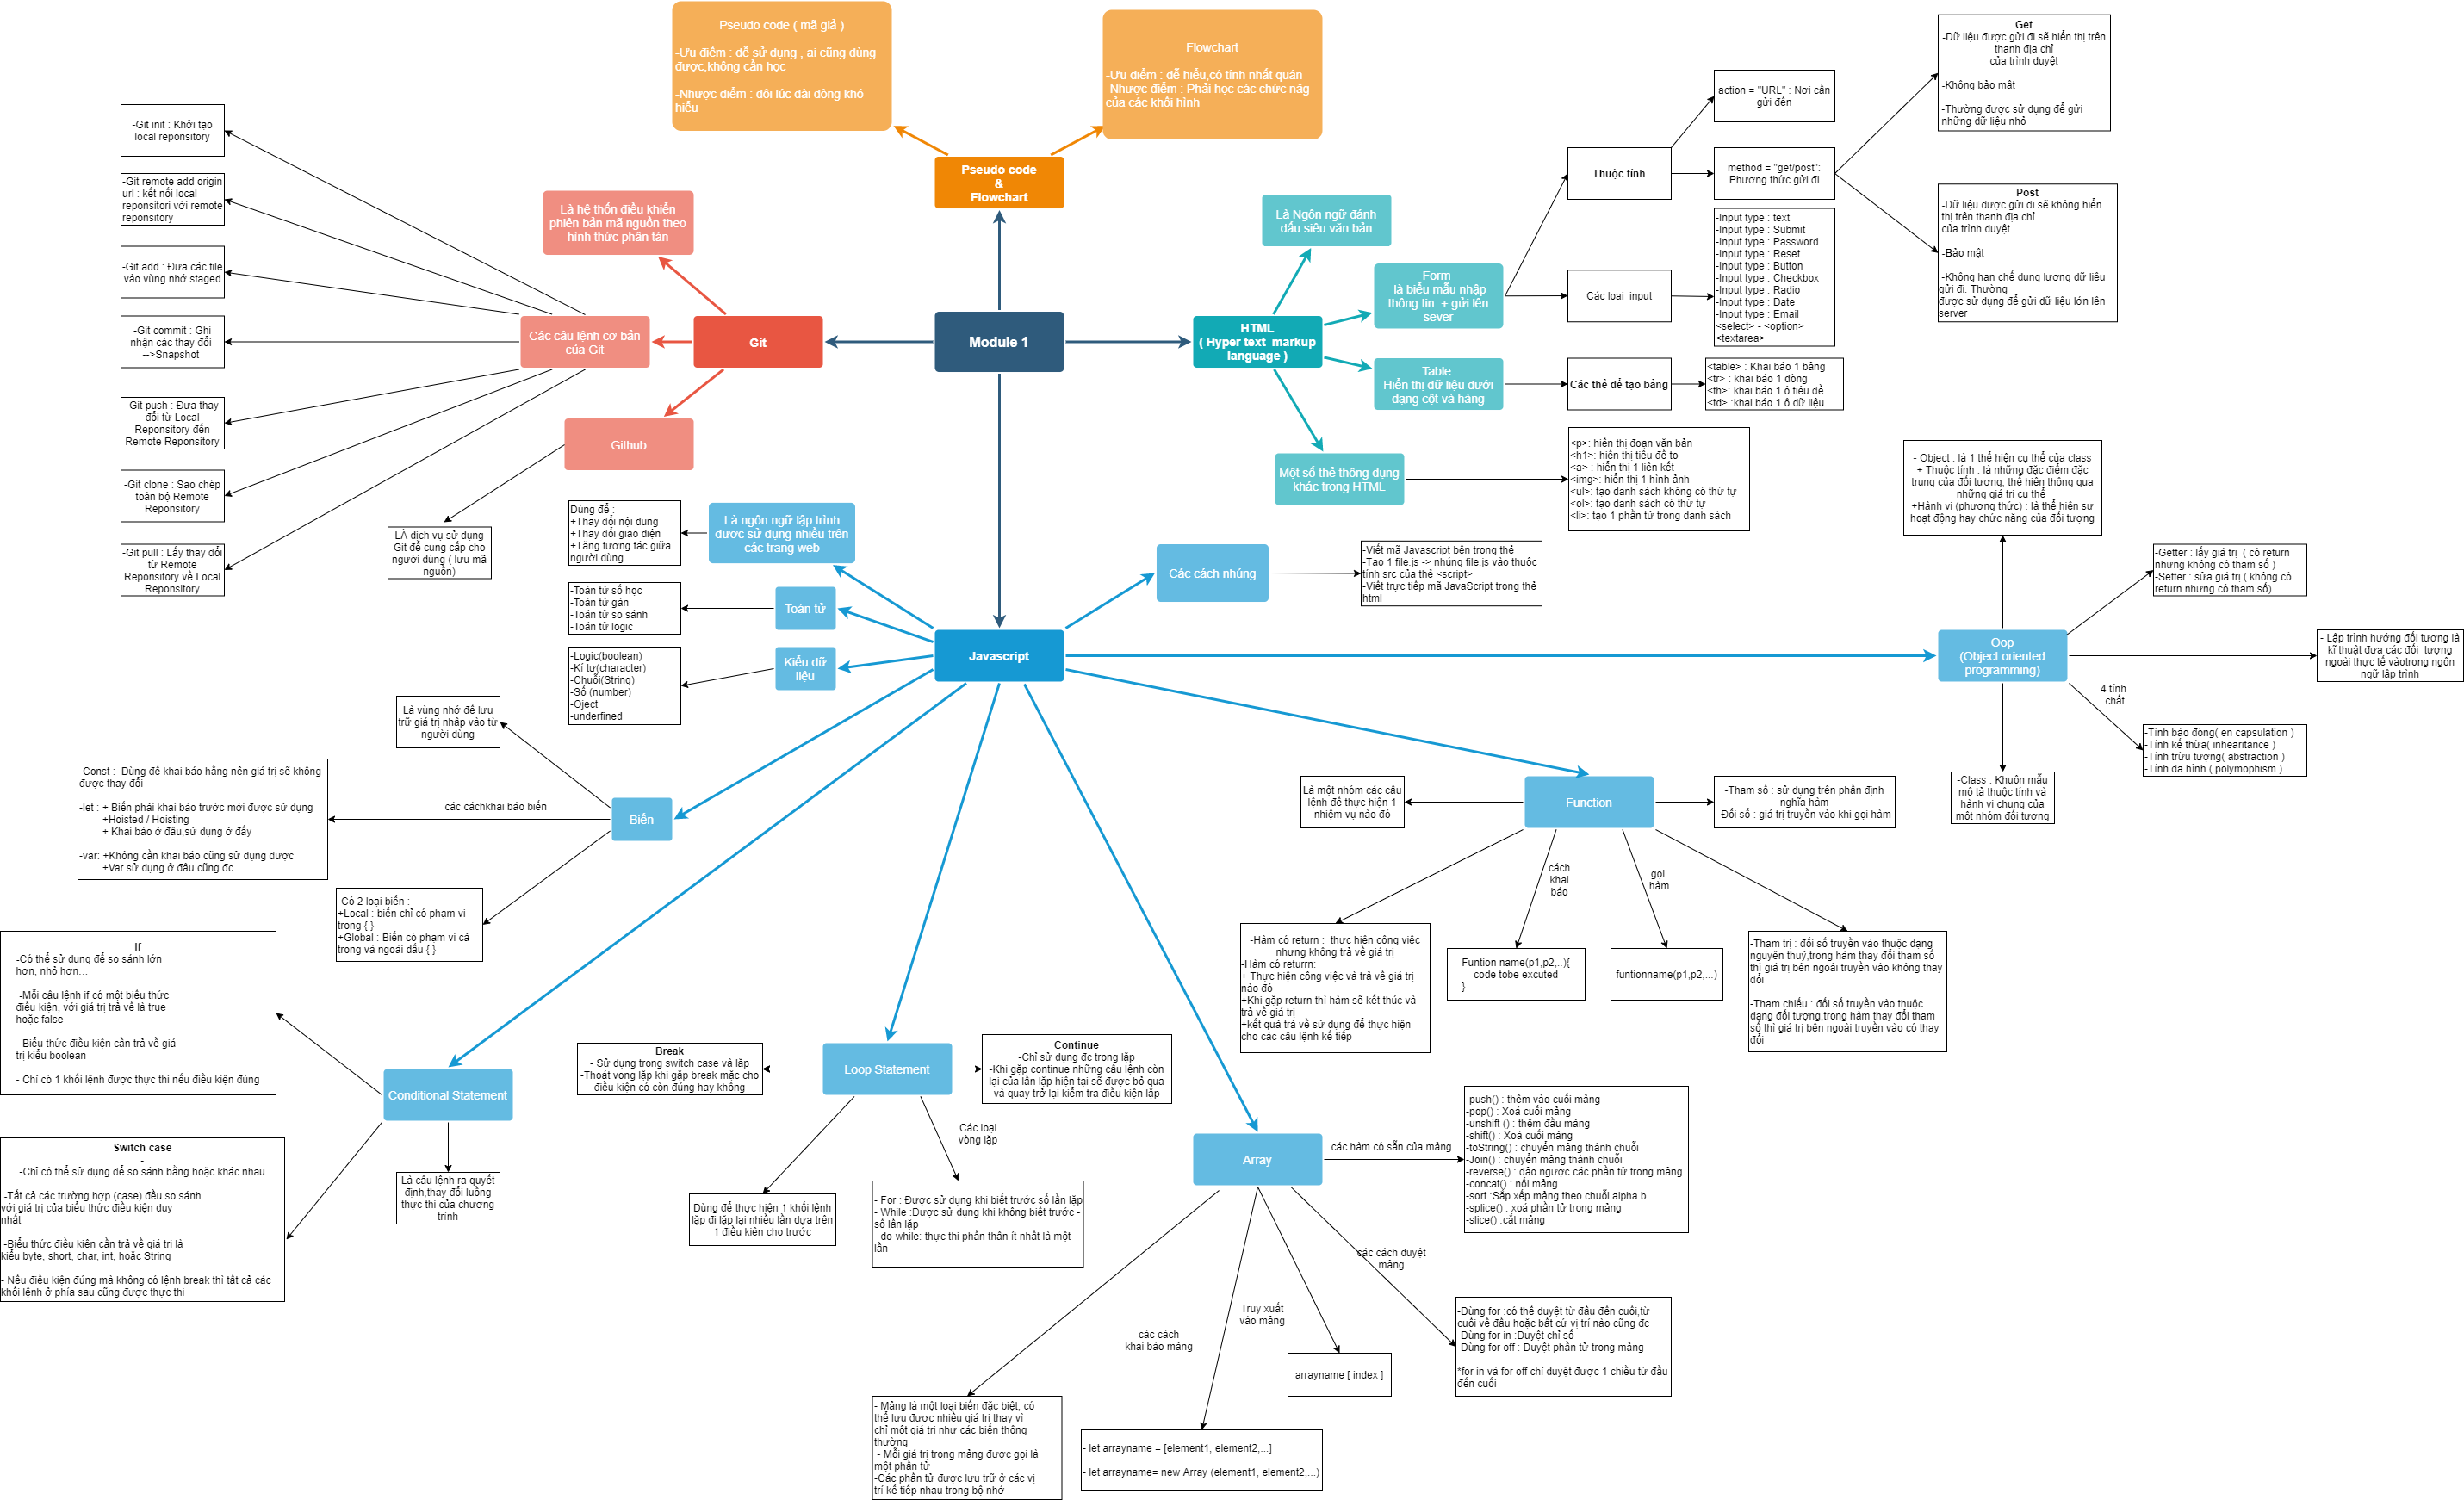 Pseudo code ( mã giả )
-Ưu điểm : dễ sử dụng , ai cũng dùng
được,không cần học
-Nhược điểm : đôi lúc dài dòng khó
hiểu
Flowchart
-Ưu điểm : dễ hiểu,có tính nhất quán
-Nhược điểm : Phải học các chức năg
của các khối hình
Pseudo code
&
Flowchart
Module 1
Git
Là hệ thốn điều khiển
phiên bản mã nguồn theo
hình thức phân tán
Các câu lệnh cơ bản
của Git
-Git init : Khởi tạo
local reponsitory
-Git remote add origin
url : kết nối local
reponsitori với remote
reponsitory
-Git add : Đưa các file
vào vùng nhớ staged
-Git commit : Ghi
nhận các thay đổi
-->Snapshot
-Git push : Đưa thay
đổi từ Local
Reponsitory đến
Remote Reponsitory
-Git clone : Sao chép
toàn bộ Remote
Reponsitory
-Git pull : Lấy thay đổi
từ Remote
Reponsitory về Local
Reponsitory
Github
LÀ dịch vụ sử dụng
Git để cung cấp cho
người dùng ( lưu mã
nguồn)
HTML
( Hyper text  markup
language )
Là Ngôn ngữ đánh
dấu siêu văn bản
Form
là biểu mẫu nhập
thông tin  + gửi lên
sever
Thuộc tính
action = "URL" : Nơi cần
gửi đến
method = "get/post":
Phương thức gửi đi
Get
-Dữ liệu được gửi đi sẽ hiển thị trên
thanh địa chỉ
của trình duyệt
-Không bảo mật
-Thường được sử dụng để gửi
những dữ liệu nhỏ
Post
-Dữ liệu được gửi đi sẽ không hiển
thị trên thanh địa chỉ
của trình duyệt
-Bảo mật
-Không hạn chế dung lượng dữ liệu
gửi đi. Thường
được sử dụng để gửi dữ liệu lớn lên
server
Các loại  input
-Input type : text
-Input type : Submit
-Input type : Password
-Input type : Reset
-Input type : Button
-Input type : Checkbox
-Input type : Radio
-Input type : Date
-Input type : Email
<select> - <option>
<textarea>
Table
Hiển thị dữ liệu dưới
dạng cột và hàng
Các thẻ để tạo bảng
<table> : Khai báo 1 bảng
<tr> : khai báo 1 dòng
<th>: khai báo 1 ô tiêu đề
<td> :khai báo 1 ô dữ liệu
Một số thẻ thông dụng
khác trong HTML
<p>: hiển thị đoạn văn bản
<h1>: hiển thị tiêu đề to
<a> : hiển thị 1 liên kết
<img>: hiển thị 1 hình ảnh
<ul>: tạo danh sách không có thứ tự
<ol>: tạo danh sách có thứ tự
<li>: tạo 1 phần tử trong danh sách
Javascript
Là ngôn ngữ lập trình
đươc sử dụng nhiều trên
các trang web
Dùng để :
+Thay đổi nội dung
+Thay đổi giao diện
+Tăng tương tác giữa
người dùng
Toán tử
-Toán tử số học
-Toán tử gán
-Toán tử so sánh
-Toán tử logic
Kiểu dữ
liệu
-Logic(boolean)
-Kí tự(character)
-Chuỗi(String)
-Số (number)
-Oject
-underfined
Các cách nhúng
-Viết mã Javascript bên trong thẻ
-Tạo 1 file.js -> nhúng file.js vào thuộc
tính src của thẻ <script>
-Viết trực tiếp mã JavaScript trong thẻ
html
Oop
(Object oriented
programming)
- Object : là 1 thể hiện cụ thể của class
+ Thuộc tính : là những đặc điểm đặc
trung của đối tượng, thể hiện thông qua
những giá trị cụ thể
+Hành vi (phương thức) : là thể hiện sự
hoạt động hay chức năng của đối tượng
-Getter : lấy giá trị  ( có return
nhưng không có tham số )
-Setter : sửa giá trị ( không có
return nhưng có tham số)
- Lập trình hướng đối tương là
kĩ thuật đưa các đối  tượng
ngoài thực tế vàotrong ngôn
ngữ lập trình
4 tính
chất
-Tính báo đóng( en capsulation )
-Tính kế thừa( inhearitance )
-Tính trừu tượng( abstraction )
-Tính đa hình ( polymophism )
-Class : Khuôn mẫu
mô tả thuộc tính và
hành vi chung của
một nhóm đối tượng
Biến
Là vùng nhớ để lưu
trữ giá trị nhâp vào từ
người dùng
các cáchkhai báo biến
-Const :  Dùng để khai báo hằng nên giá trị sẽ không
được thay đổi
-let : + Biến phải khai báo trước mới được sử dụng
+Hoisted / Hoisting
+ Khai báo ở đâu,sử dụng ở đấy
-var: +Không cần khai báo cũng sử dụng được
+Var sử dụng ở đâu cũng đc
-Có 2 loại biến :
+Local : biến chỉ có phạm vi
trong { }
+Global : Biến có phạm vi cả
trong và ngoài dấu { }
Function
Là một nhóm các câu
lệnh để thực hiện 1
nhiệm vụ nào đó
-Tham số : sử dụng trên phần định
nghĩa hàm
-Đối số : giá trị truyền vào khi gọi hàm
cách
khai
báo
gọi
hàm
-Hàm có return :  thực hiện công việc
nhưng không trả về giá trị
-Hàm có returrn:
+ Thực hiện công việc và trả về giá trị
nào đó
+Khi gặp return thì hàm sẽ kết thúc và
trả về giá trị
+kết quả trả về sử dụng để thực hiện
cho các câu lệnh kế tiếp
Funtion name(p1,p2,..){
code tobe excuted
}
funtionname(p1,p2,...)
-Tham trị : đối số truyền vào thuộc dạng
nguyên thuỷ,trong hàm thay đổi tham số
thì giá trị bên ngoài truyền vào không thay
đổi
-Tham chiếu : đối số truyền vào thuộc
dạng đối tượng,trong hàm thay đổi tham
số thì giá trị bên ngoài truyền vào có thay
đổi
Conditional Statement
If
-Có thể sử dụng để so sánh lớn
hơn, nhỏ hơn…
-Mỗi câu lệnh if có một biểu thức
điều kiện, với giá trị trả về là true
hoặc false
-Biểu thức điều kiện cần trả về giá
trị kiểu boolean
- Chỉ có 1 khối lệnh được thực thi nếu điều kiện đúng
Switch case
-
-Chỉ có thể sử dụng để so sánh bằng hoặc khác nhau
-Tất cả các trường hợp (case) đều so sánh
với giá trị của biểu thức điều kiện duy
nhất
-Biểu thức điều kiện cần trả về giá trị là
kiểu byte, short, char, int, hoặc String
- Nếu điều kiện đúng mà không có lệnh break thì tất cả các
khối lệnh ở phía sau cũng được thực thi
Là câu lệnh ra quyết
định,thay đổi luồng
thực thi của chương
trình
Loop Statement
Break
- Sử dụng trong switch case và lặp
-Thoát vong lặp khi gặp break mặc cho
điều kiện có còn đúng hay không
Continue
-Chỉ sử dụng đc trong lặp
-Khi gặp continue những câu lệnh còn
lại của lần lặp hiện tại sẽ được bỏ qua
và quay trở lại kiểm tra điều kiện lặp
Dùng để thực hiện 1 khối lệnh
lặp đi lặp lại nhiều lần dựa trên
1 điều kiện cho trước
Các loại
vòng lặp
- For : Được sử dụng khi biết trước số lần lặp
- While :Được sử dụng khi không biết trước -
số lần lặp
- do-while: thực thi phần thân ít nhất là một
lần
Array
các hàm có sẵn của mảng
-push() : thêm vào cuối mảng
-pop() : Xoá cuối mảng
-unshift () : thêm đầu mảng
-shift() : Xoá cuối mảng
-toString() : chuyển mảng thành chuỗi
-Join() : chuyển mảng thành chuỗi
-reverse() : đảo ngược các phần tử trong mảng
-concat() : nối mảng
-sort :Sắp xếp mảng theo chuỗi alpha b
-splice() : xoá phần tử trong mảng
-slice() :cắt mảng
các cách duyệt
mảng
-Dùng for :có thể duyệt từ đầu đến cuối,từ
cuối về đầu hoặc bất cứ vị trí nào cũng đc
-Dùng for in :Duyệt chỉ số
-Dùng for off : Duyệt phần tử trong mảng
*for in và for off chỉ duyệt được 1 chiều từ đầu
đến cuối
Truy xuất
vào mảng
arrayname [ index ]
các cách
khai báo mảng
- let arrayname = [element1, element2,...]
- let arrayname= new Array (element1, element2,...)
- Mảng là một loại biến đặc biệt, có
thể lưu được nhiều giá trị thay vì
chỉ một giá trị như các biến thông
thường
- Mỗi giá trị trong mảng được gọi là
một phần tử
-Các phần tử được lưu trữ ở các vị
trí kế tiếp nhau trong bộ nhớ